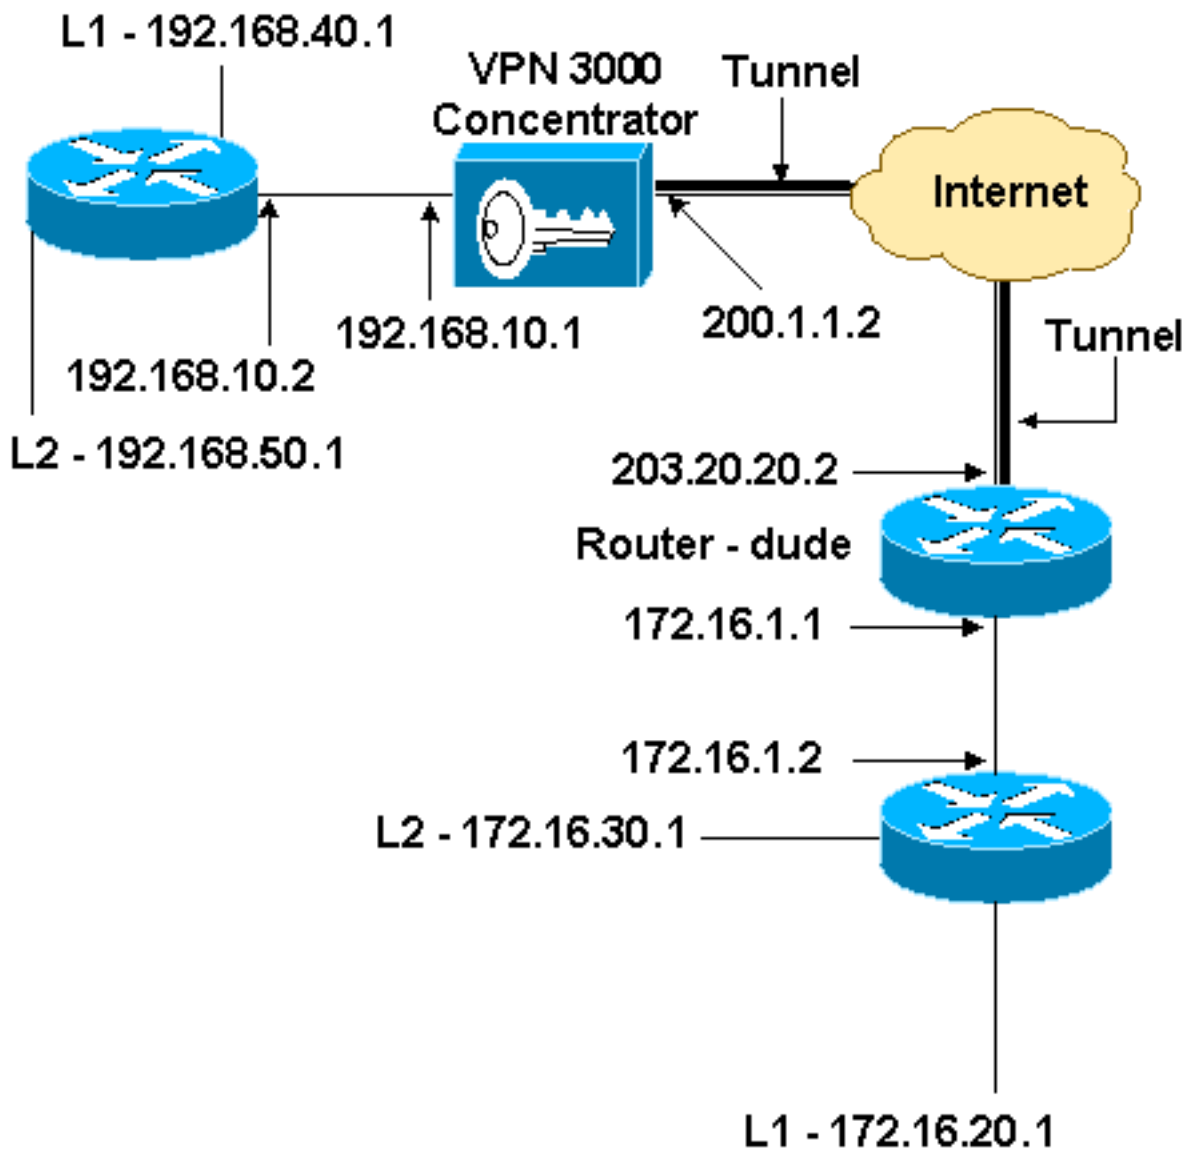 L1 - 192.168.40.1
VPN 3000
Concentrator
Tunnel
Internet
192.168.10.1
200.1.1.2
Tunnel
192.168.10.2
L2 - 192.168.50.1
203.20.20.2
Router - dude
172.16.1.1
172.16.1.2
L2 - 172.16.30.1
L1 - 172.16.20.1